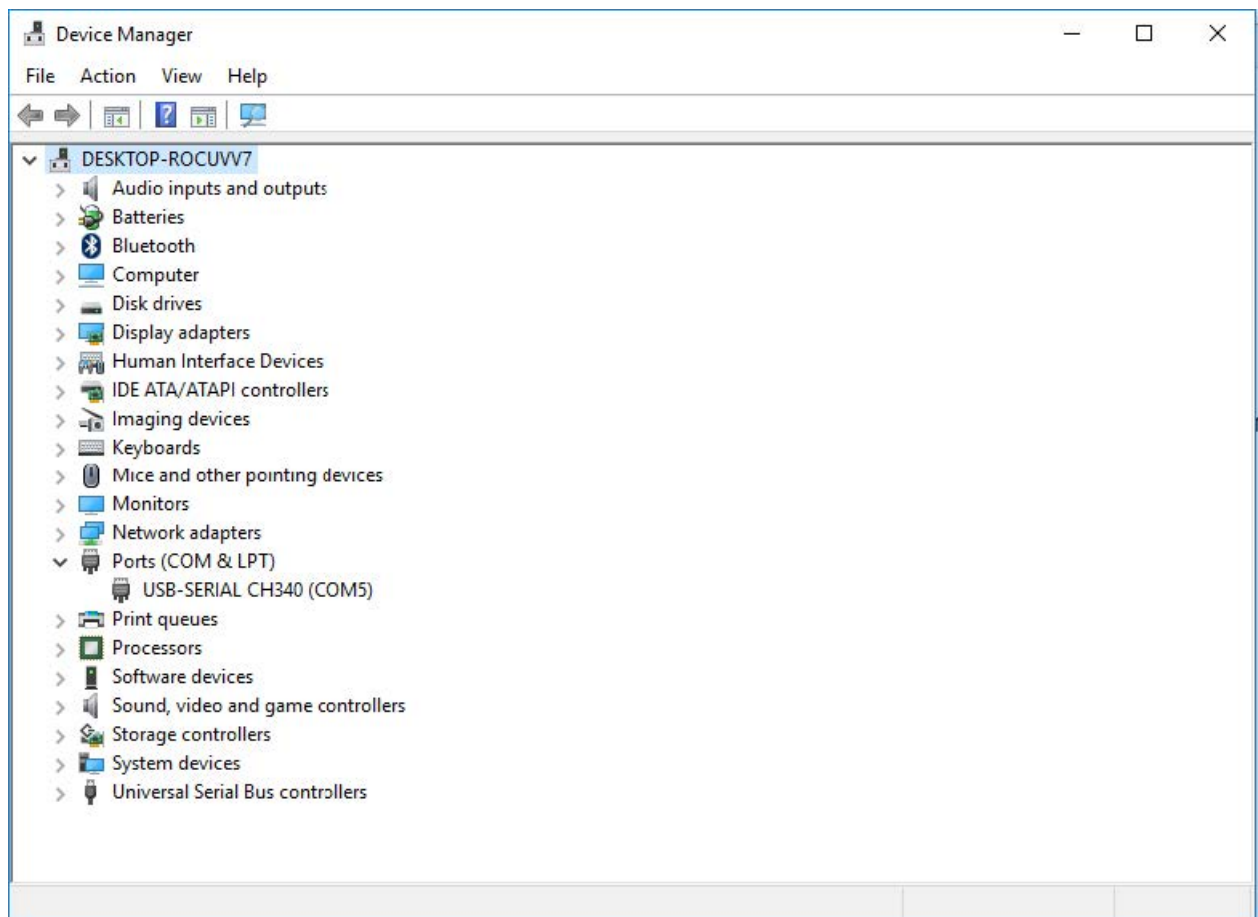 Device Manager
File Action View Help
DESKTOP-ROCUVV7
Audio inputs and outputs
Batteries
Bluetooth
Computer
Disk drives
Display adapters
Human Interface Devices
IDE ATA/ATAPI controllers
Imaging devices
Keyboards
Mice and other pointing devices
Monitors
Network adapters
Ports (COM & LPT)
USB-SERIAL CH340 (COM5)
Print queues
Processors
Software devices
Sound, video and game controllers
Storage controllers
System devices
Universal Serial Bus controllers